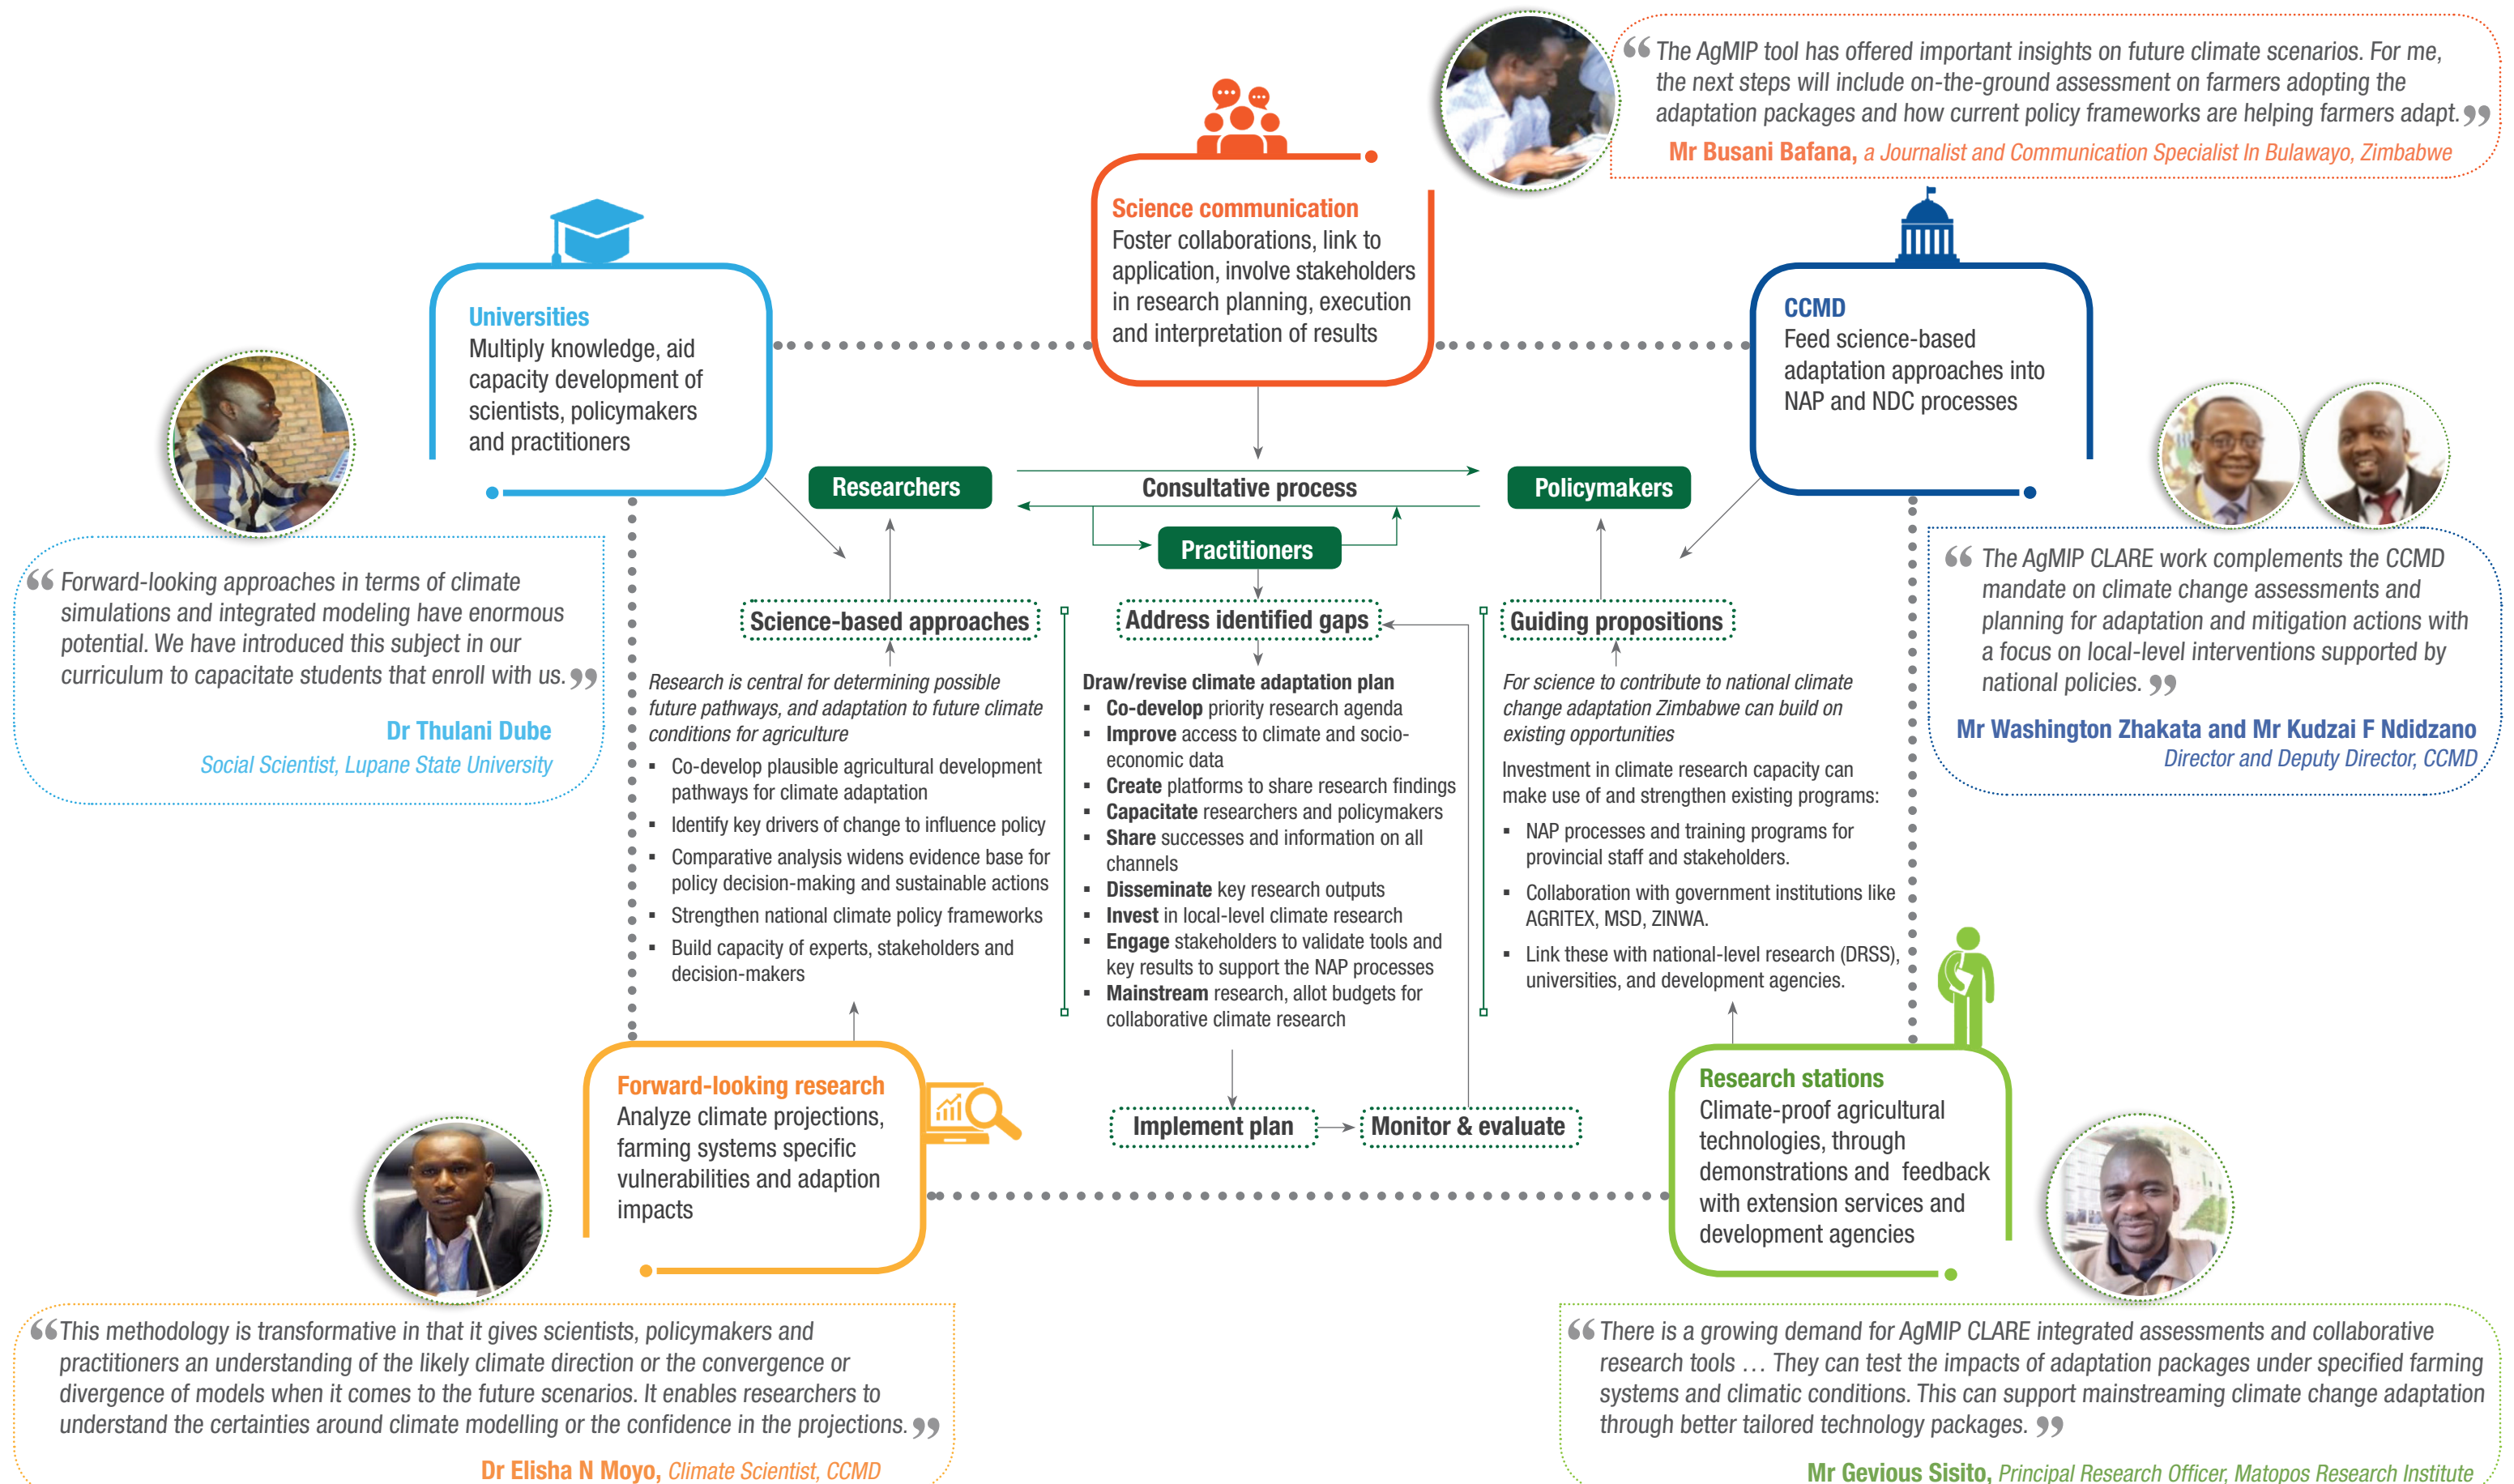 “The AgMIP tool has offered important insights on future climate scenarios. For me,
the next steps will include on-the-ground assessment on farmers adopting the
adaptation packages and how current policy frameworks are helping farmers adapt.”
Mr Busani Bafana, a Journalist and Communication Specialist In Bulawayo, Zimbabwe
Science communication
Foster collaborations, link to
application, involve stakeholders
in research planning, execution
and interpretation of results
Universities
Multiply knowledge, aid
capacity development of
scientists, policymakers
and practitioners
CCMD
Feed science-based
adaptation approaches into
NAP and NDC processes
“Forward-looking approaches in terms of climate
simulations and integrated modeling have enormous
potential. We have introduced this subject in our
curriculum to capacitate students that enroll with us.”
Dr Thulani Dube
Social Scientist, Lupane State University
Researchers
Consultative process
Policymakers
Practitioners
“The AgMIP CLARE work complements the CCMD
mandate on climate change assessments and
planning for adaptation and mitigation actions with
a focus on local-level interventions supported by
national policies.”
Mr Washington Zhakata and Mr Kudzai F Ndidzano
Director and Deputy Director, CCMD
Science-based approaches
Research is central for determining possible
future pathways, and adaptation to future climate
conditions for agriculture
▪ Co-develop plausible agricultural development
pathways for climate adaptation
▪ Identify key drivers of change to influence policy
▪ Comparative analysis widens evidence base for
policy decision-making and sustainable actions
▪ Strengthen national climate policy frameworks
▪ Build capacity of experts, stakeholders and
decision-makers
Address identified gaps
Draw/revise climate adaptation plan
▪ Co-develop priority research agenda
▪ Improve access to climate and socio-
economic data
▪ Create platforms to share research findings
▪ Capacitate researchers and policymakers
▪ Share successes and information on all
channels
▪ Disseminate key research outputs
▪ Invest in local-level climate research
▪ Engage stakeholders to validate tools and
key results to support the NAP processes
▪ Mainstream research, allot budgets for
collaborative climate research
Guiding propositions
For science to contribute to national climate
change adaptation Zimbabwe can build on
existing opportunities
Investment in climate research capacity can
make use of and strengthen existing programs:
▪ NAP processes and training programs for
provincial staff and stakeholders.
▪ Collaboration with government institutions like
AGRITEX, MSD, ZINWA.
▪ Link these with national-level research (DRSS),
universities, and development agencies.
Implement plan
Monitor & evaluate
Forward-looking research
Analyze climate projections,
farming systems specific
vulnerabilities and adaption
impacts
Research stations
Climate-proof agricultural
technologies, through
demonstrations and feedback
with extension services and
development agencies
“This methodology is transformative in that it gives scientists, policymakers and
practitioners an understanding of the likely climate direction or the convergence or
divergence of models when it comes to the future scenarios. It enables researchers to
understand the certainties around climate modelling or the confidence in the projections.”
Dr Elisha N Moyo, Climate Scientist, CCMD
“There is a growing demand for AgMIP CLARE integrated assessments and collaborative
research tools … They can test the impacts of adaptation packages under specified farming
systems and climatic conditions. This can support mainstreaming climate change adaptation
through better tailored technology packages.”
Mr Gevious Sisito, Principal Research Officer, Matopos Research Institute